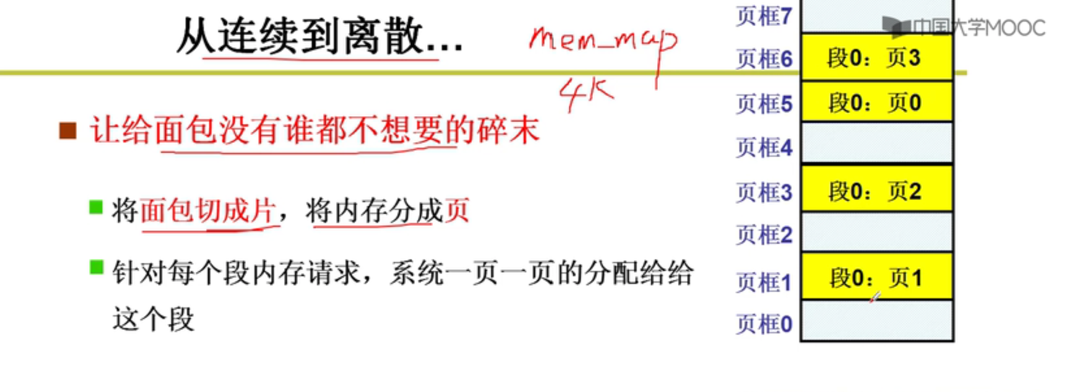 从连续到离散…
mem_map
4K
让给面包没有谁都不想要的碎末
将面包切成片，将内存分成页
针对每个段内存请求，系统一页一页的分配给给
这个段
中国大学MOOC
页框7
页框6 段0：页3
页框5 段0：页0
页框4
页框3 段0：页2
页框2
页框1 段0：页1
页框0